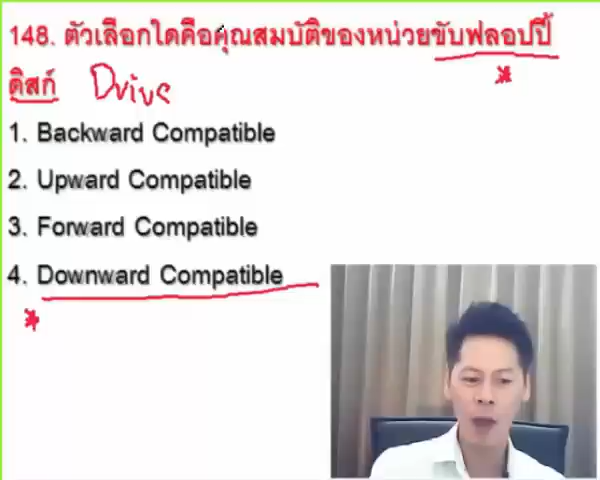 148. ตัวเลือกใดคือคุณสมบัติของหน่วยขับฟลอปปี้
ดิสก์ Drive
1. Backward Compatible
2. Upward Compatible
3. Forward Compatible
4. Downward Compatible